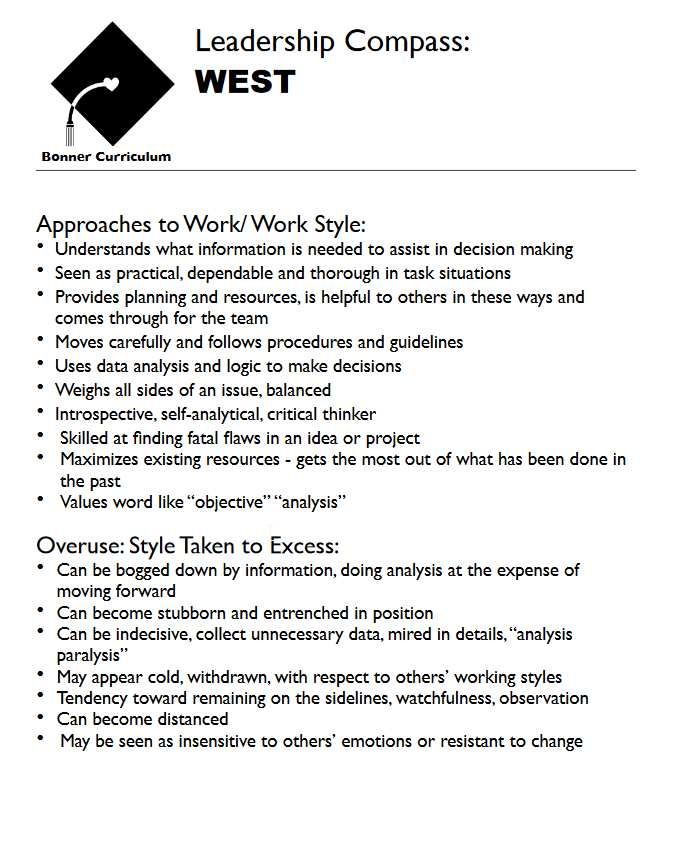 Leadership Compass:
WEST
Bonner Curriculum
Approaches to Work/ Work Style:
• Understands what information is needed to assist in decision making
• Seen as practical, dependable and thorough in task situations
• Provides planning and resources, is helpful to others in these ways and
comes through for the team
• Moves carefully and follows procedures and guidelines
• Uses data analysis and logic to make decisions
• Weighs all sides of an issue, balanced
• Introspective, self-analytical, critical thinker
• Skilled at finding fatal flaws in an idea or project
• Maximizes existing resources - gets the most out of what has been done in
the past
• Values word like “objective” “analysis”
Overuse: Style Taken to Excess:
• Can be bogged down by information, doing analysis at the expense of
moving forward
• Can become stubborn and entrenched in position
• Can be indecisive, collect unnecessary data, mired in details, “analysis
paralysis”
• May appear cold, withdrawn, with respect to others’ working styles
• Tendency toward remaining on the sidelines, watchfulness, observation
• Can become distanced
• May be seen as insensitive to others’ emotions or resistant to change